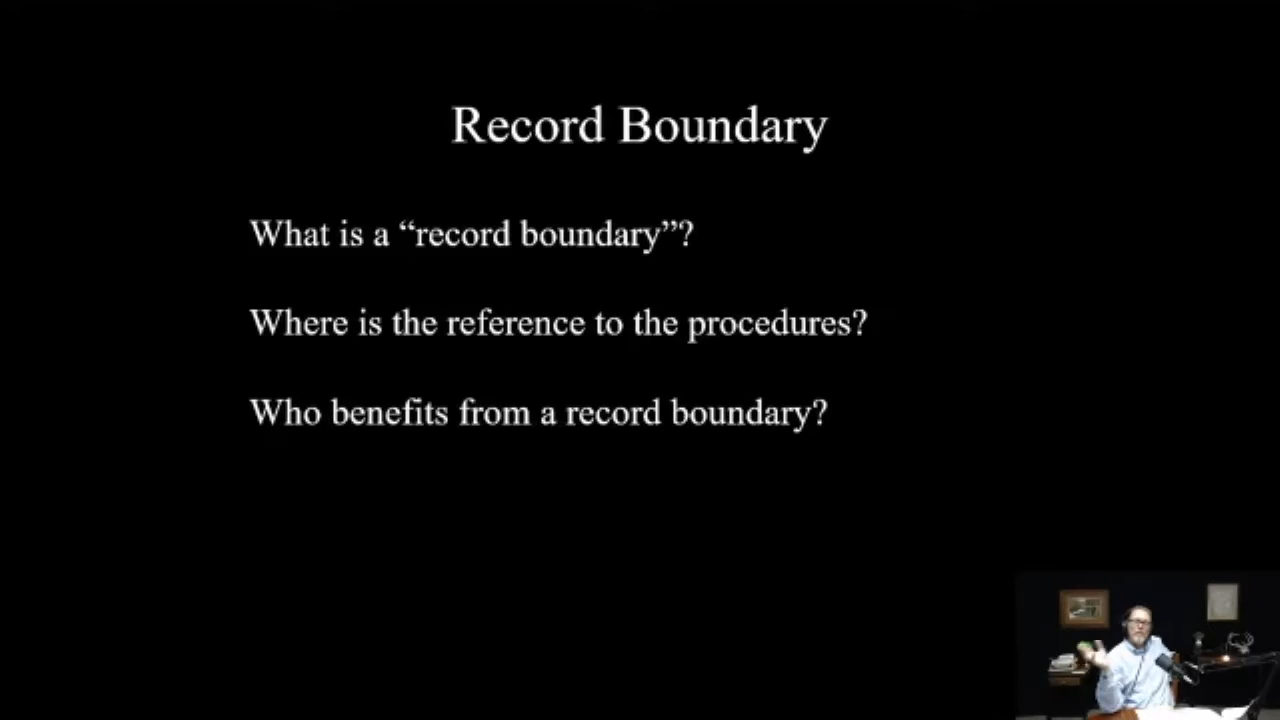 Record Boundary
What is a “record boundary”?
Where is the reference to the procedures?
Who benefits from a record boundary?